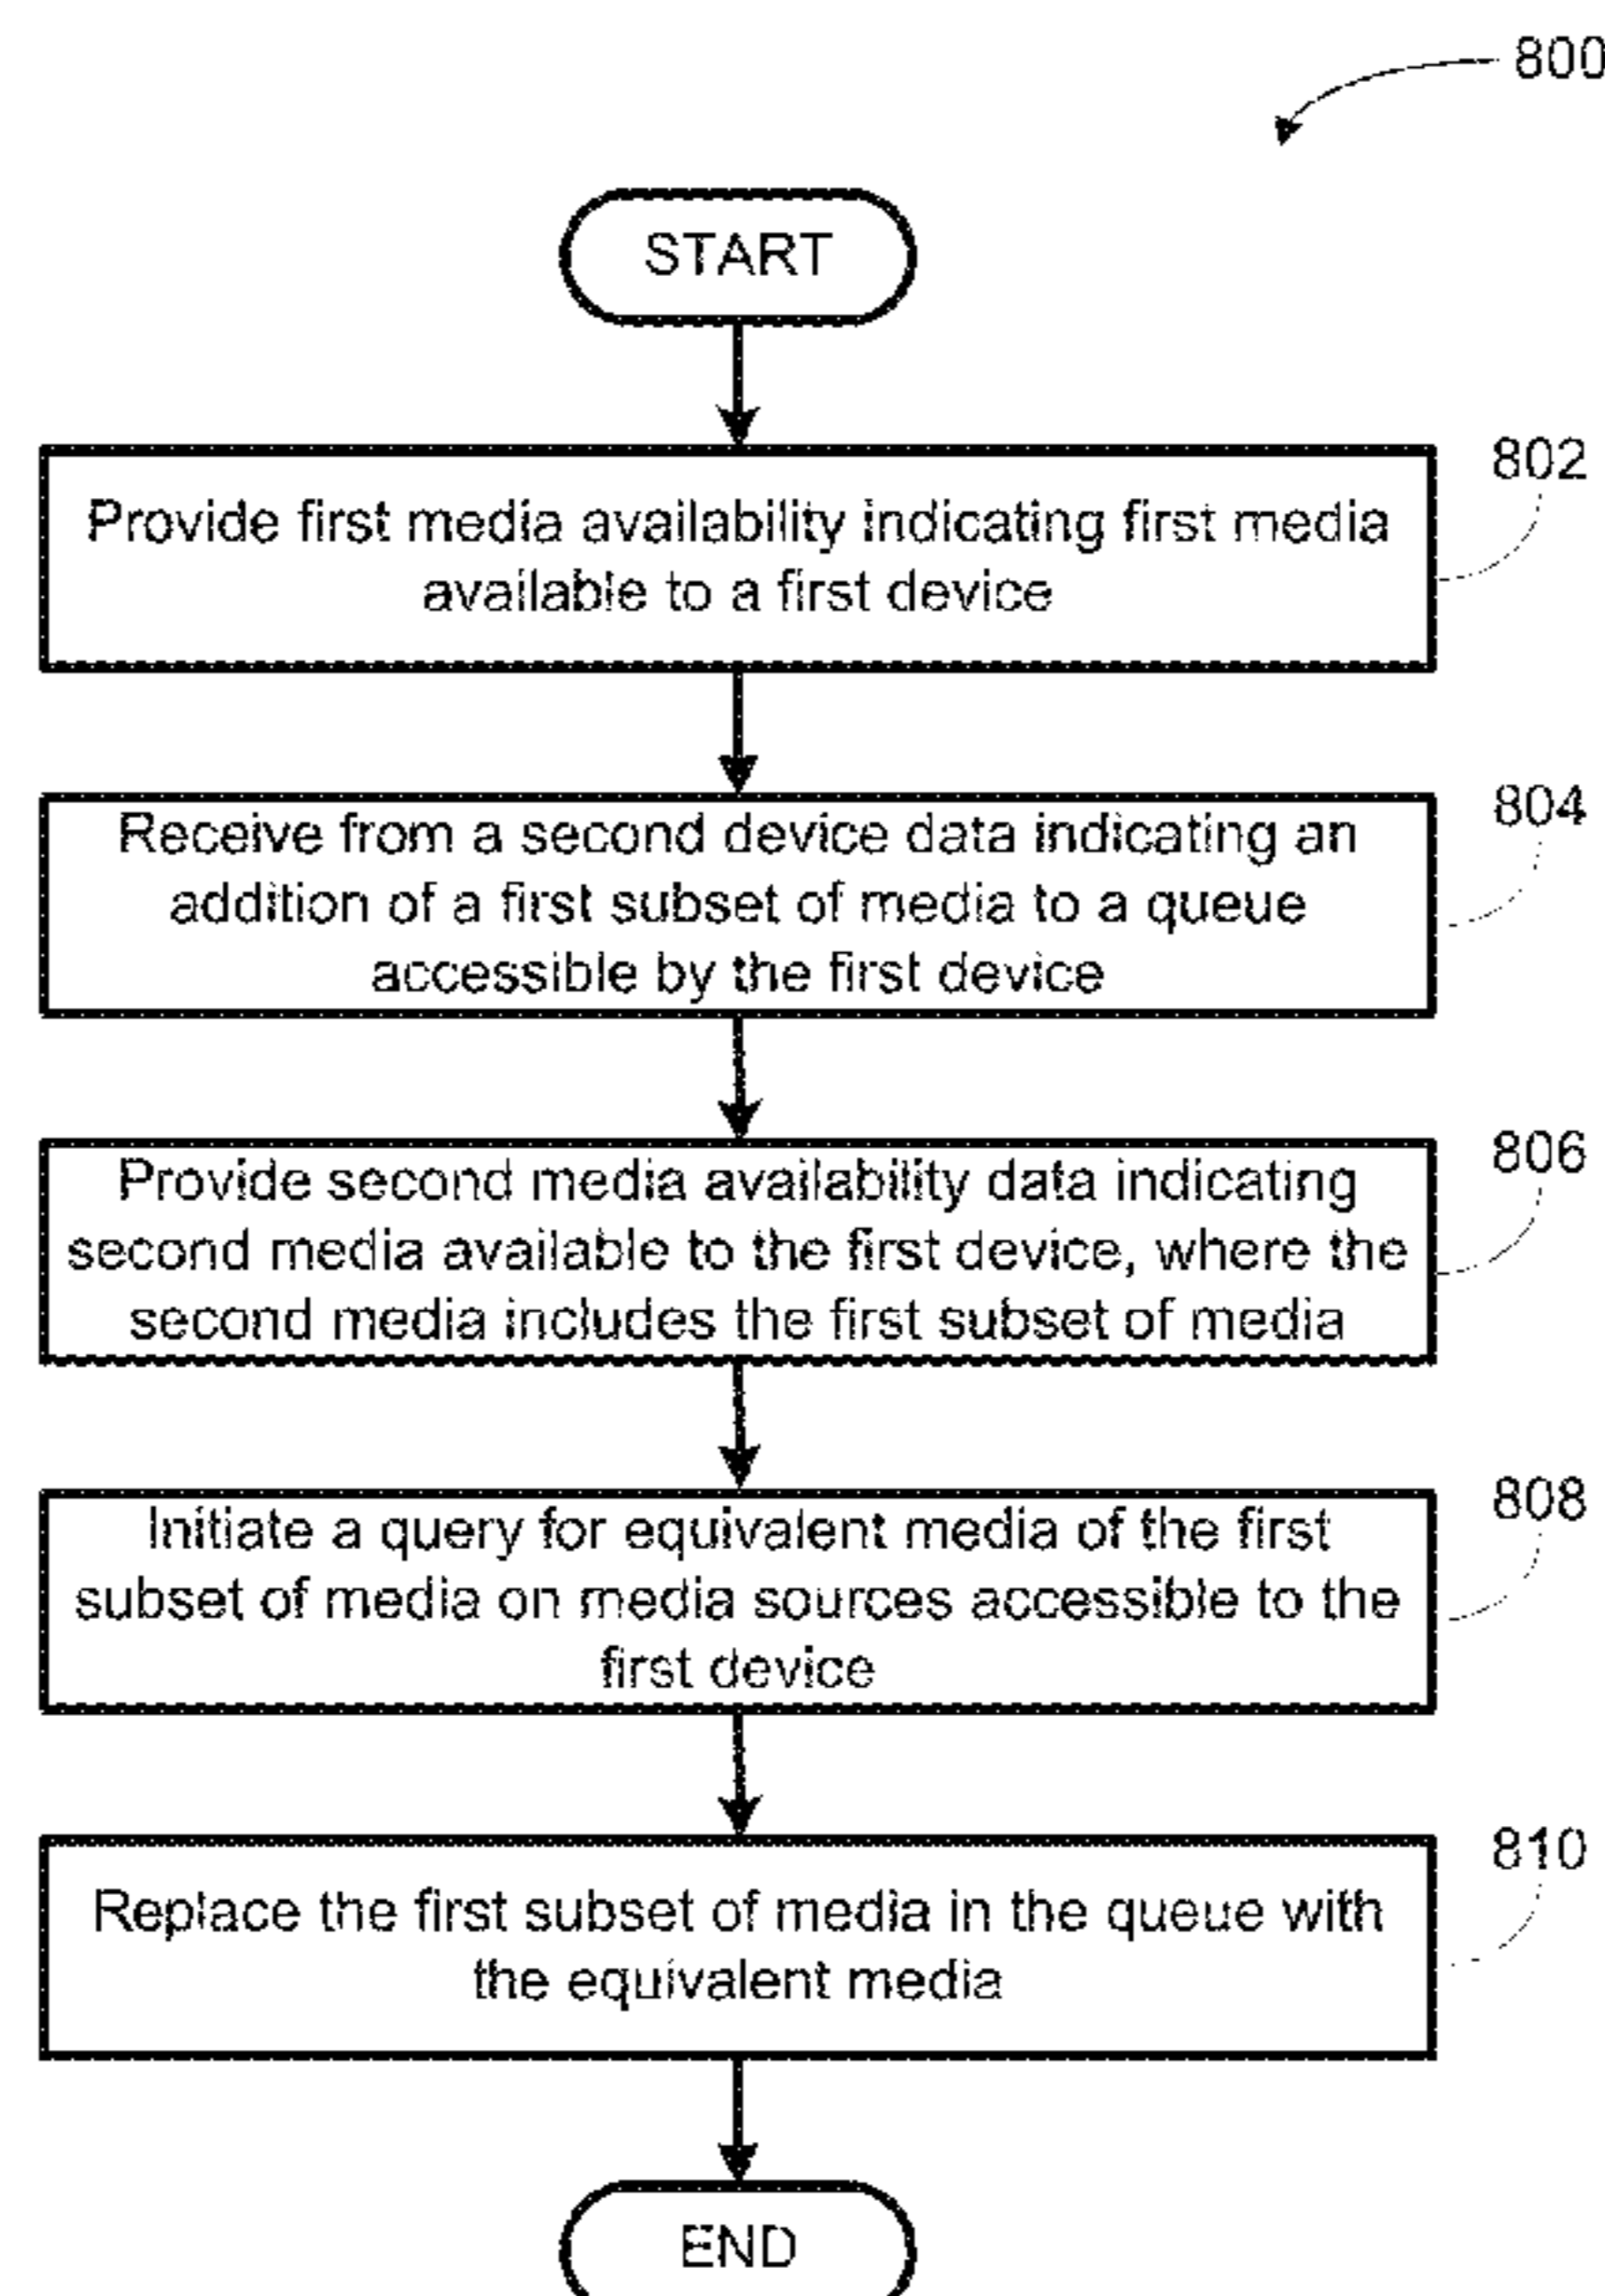 800
START
802
Provide first media availability indicating first media
available to a first device
804
Receive from a second device data indicating an
addition of a first subset of media to a queue
accessible by the first device
806
Provide second media availability data indicating
second media available to the first device, where the
second media includes the first subset of media
808
Initiate a query for equivalent media of the first
subset of media on media sources accessible to the
first device
810
Replace the first subset of media in the queue with
the equivalent media
END